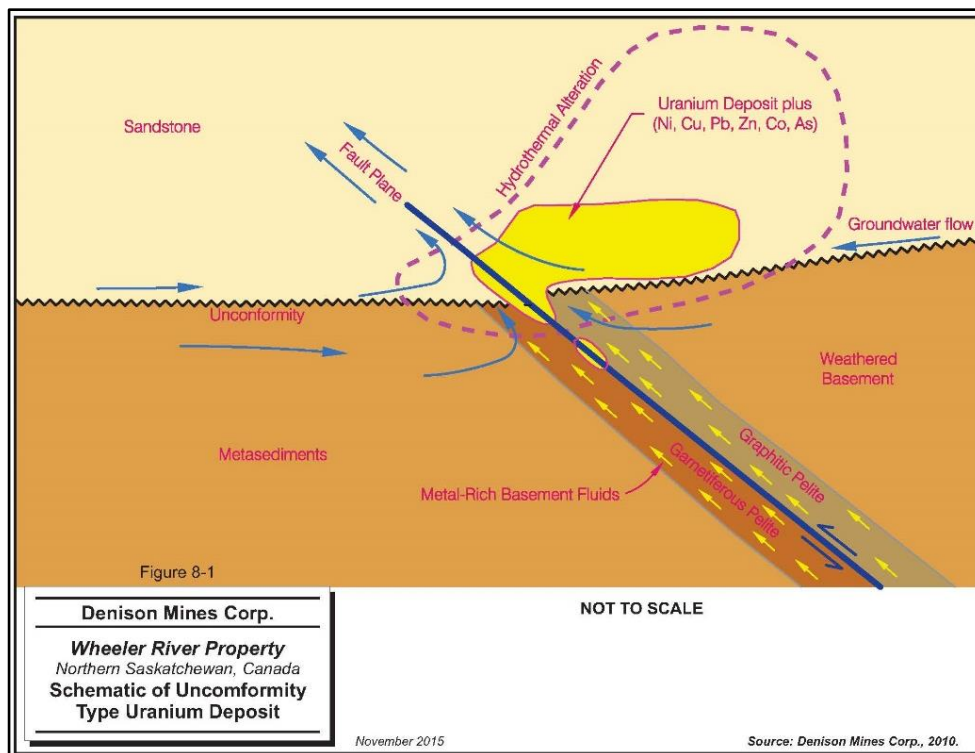 Sandstone
Fault Plane
Hydrothermal Alteration
Uranium Deposit plus
(Ni, Cu, Pb, Zn, Co, As)
Groundwater flow
Unconformity
Weathered
Basement
Metasediments
Metal-Rich Basement Fluids
Garnetiferous Pelite
Graphitic Pelite
Figure 8-1
NOT TO SCALE
Denison Mines Corp.
Wheeler River Property
Northern Saskatchewan, Canada
Schematic of Uncomformity
Type Uranium Deposit
November 2015
Source: Denison Mines Corp., 2010.